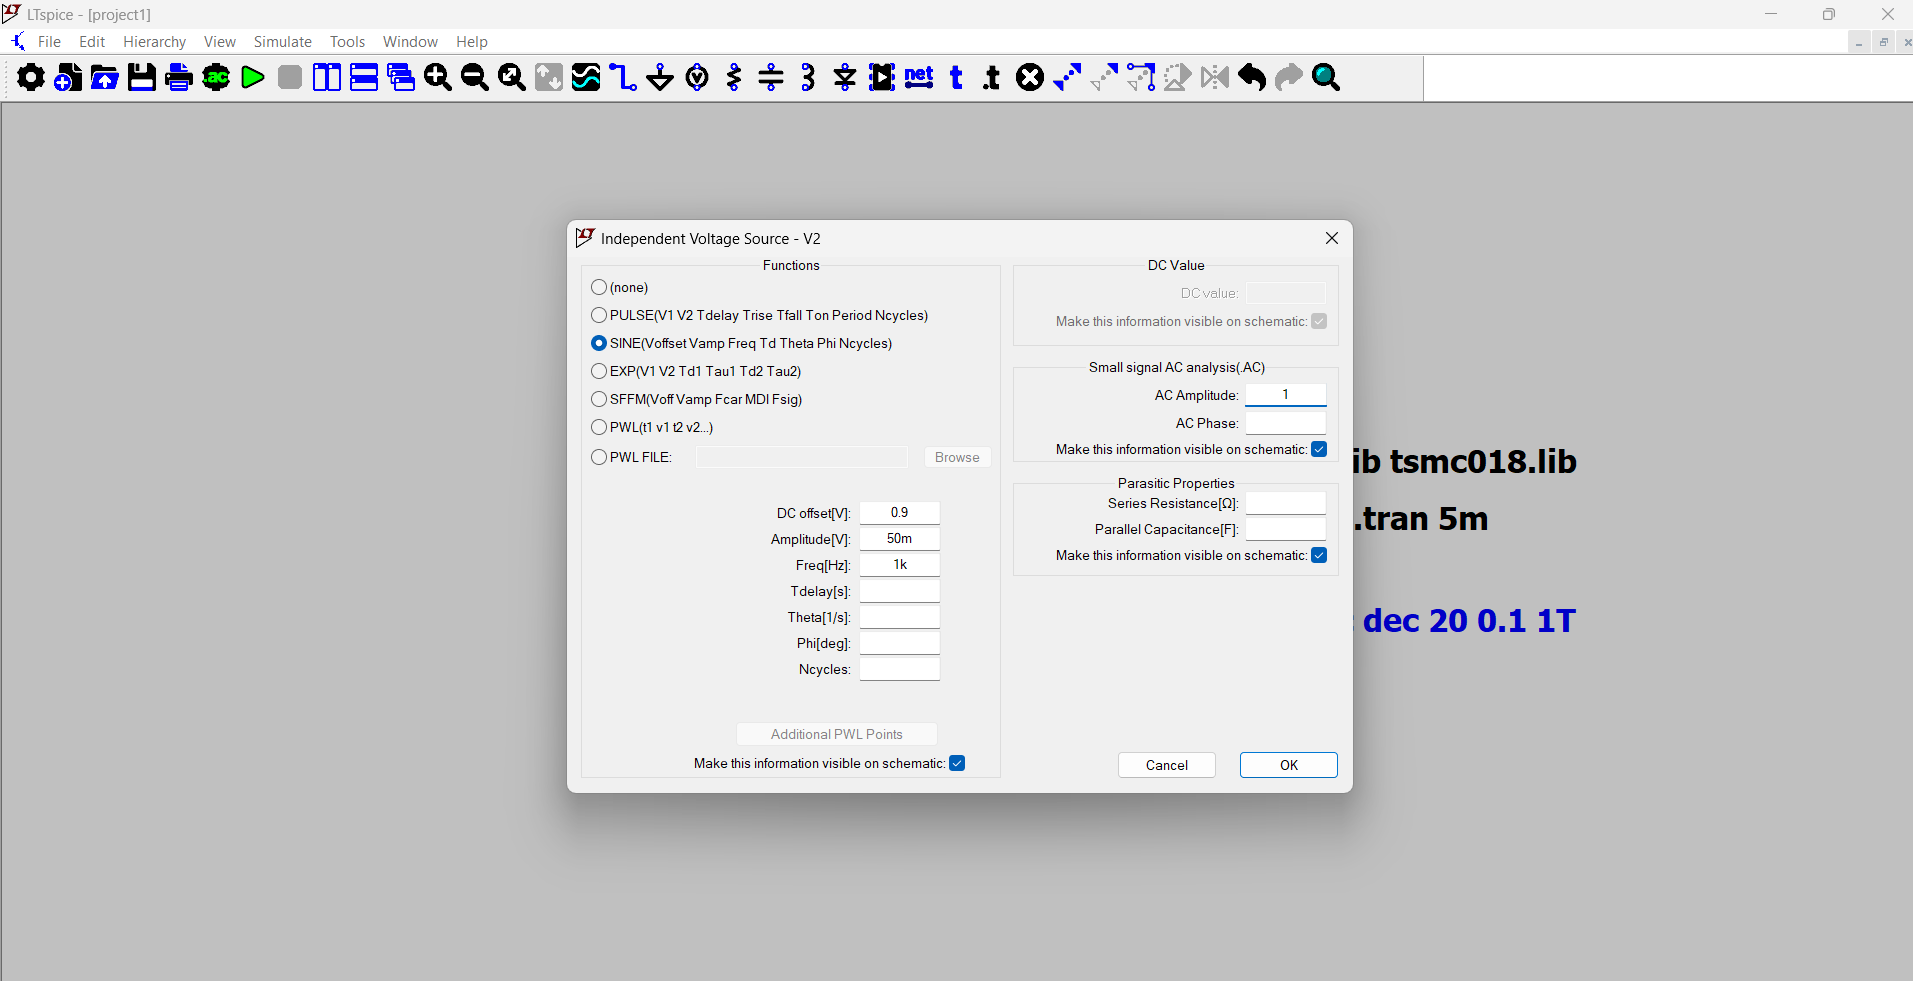 LTspice - [project1]
File Edit Hierarchy View Simulate Tools Window Help
.ac
net
t
.t
Independent Voltage Source - V2
Functions
(none)
PULSE(V1 V2 Tdelay Trise Tfall Ton Period Ncycles)
SINE(Voffset Vamp Freq Td Theta Phi Ncycles)
EXP(V1 V2 Td1 Tau1 Td2 Tau2)
SFFM(Voff Vamp Fcar MDI Fsig)
PWL(t1 v1 t2 v2...)
PWL FILE: Browse
DC offset[V]: 0.9
Amplitude[V]: 50m
Freq[Hz]: 1k
Tdelay[s]:
Theta[1/s]:
Phi[deg]:
Ncycles:
Additional PWL Points
Make this information visible on schematic:
DC Value
DC value:
Make this information visible on schematic:
Small signal AC analysis(.AC)
AC Amplitude: 1
AC Phase:
Make this information visible on schematic:
Parasitic Properties
Series Resistance[Ω]:
Parallel Capacitance[F]:
Make this information visible on schematic:
Cancel OK
ib tsmc018.lib
.tran 5m
dec 20 0.1 1T